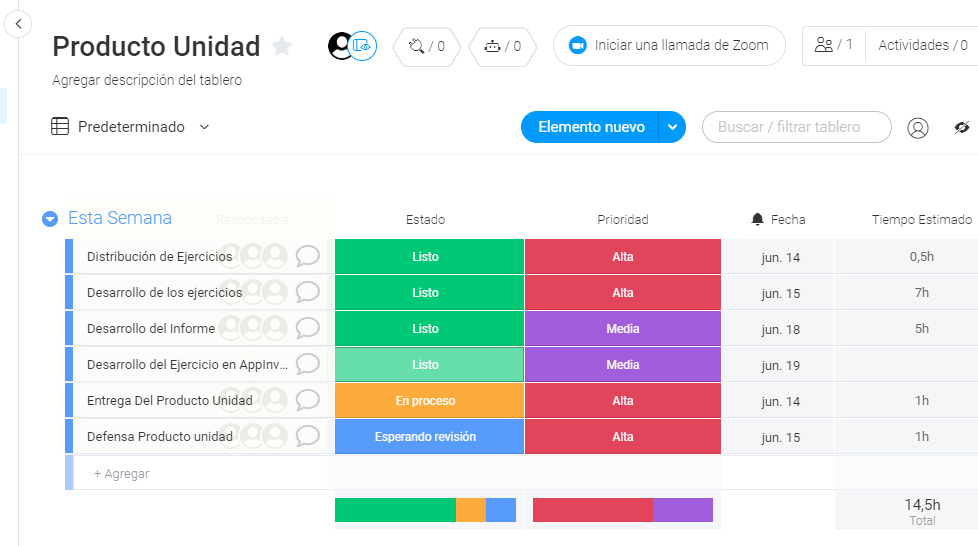 Producto Unidad
/ 0
/ 0
Iniciar una llamada de Zoom
/ 1
Actividades / 0
Agregar descripción del tablero
Predeterminado
Elemento nuevo
Buscar / filtrar tablero
Esta Semana
Responsable
Estado
Prioridad
Fecha
Tiempo Estimado
Distribución de Ejercicios
Listo
Alta
jun. 14
0,5h
Desarrollo de los ejercicios
Listo
Alta
jun. 15
7h
Desarrollo del Informe
Listo
Media
jun. 18
5h
Desarrollo del Ejercicio en AppInv...
Listo
Media
jun. 19
Entrega Del Producto Unidad
En proceso
Alta
jun. 14
1h
Defensa Producto unidad
Esperando revisión
Alta
jun. 15
1h
+ Agregar
14,5h
Total